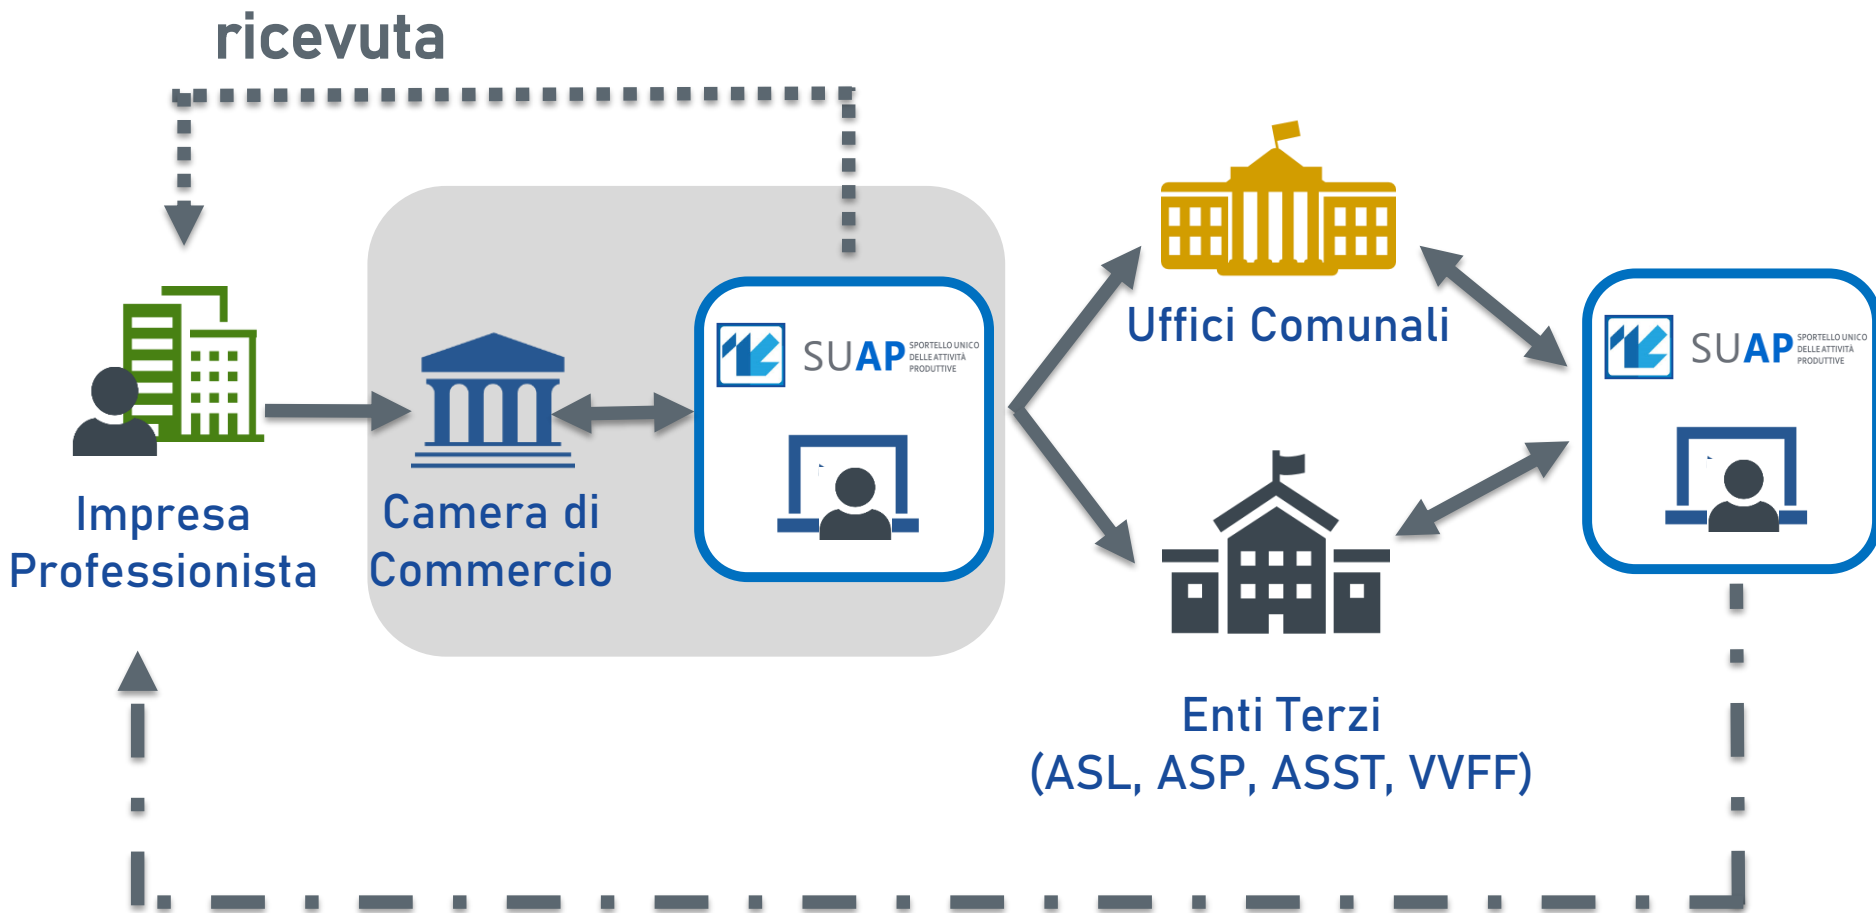 ricevuta
Impresa
Professionista
Camera di
Commercio
SUAP
SPORTELLO UNICO
DELLE ATTIVITÀ
PRODUTTIVE
Uffici Comunali
Enti Terzi
(ASL, ASP, ASST, VVFF)
SUAP
SPORTELLO UNICO
DELLE ATTIVITÀ
PRODUTTIVE